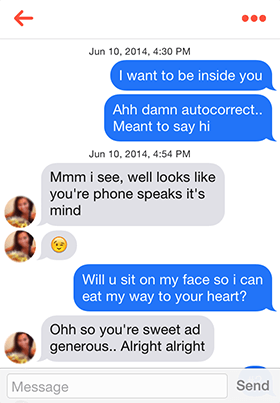 Jun 10, 2014, 4:30 PM
I want to be inside you
Ahh damn autocorrect..
Meant to say hi
Jun 10, 2014, 4:54 PM
Mmm i see, well looks like
you're phone speaks it's
mind
😉
Will u sit on my face so i can
eat my way to your heart?
Ohh so you're sweet ad
generous.. Alright alright
Message
Send